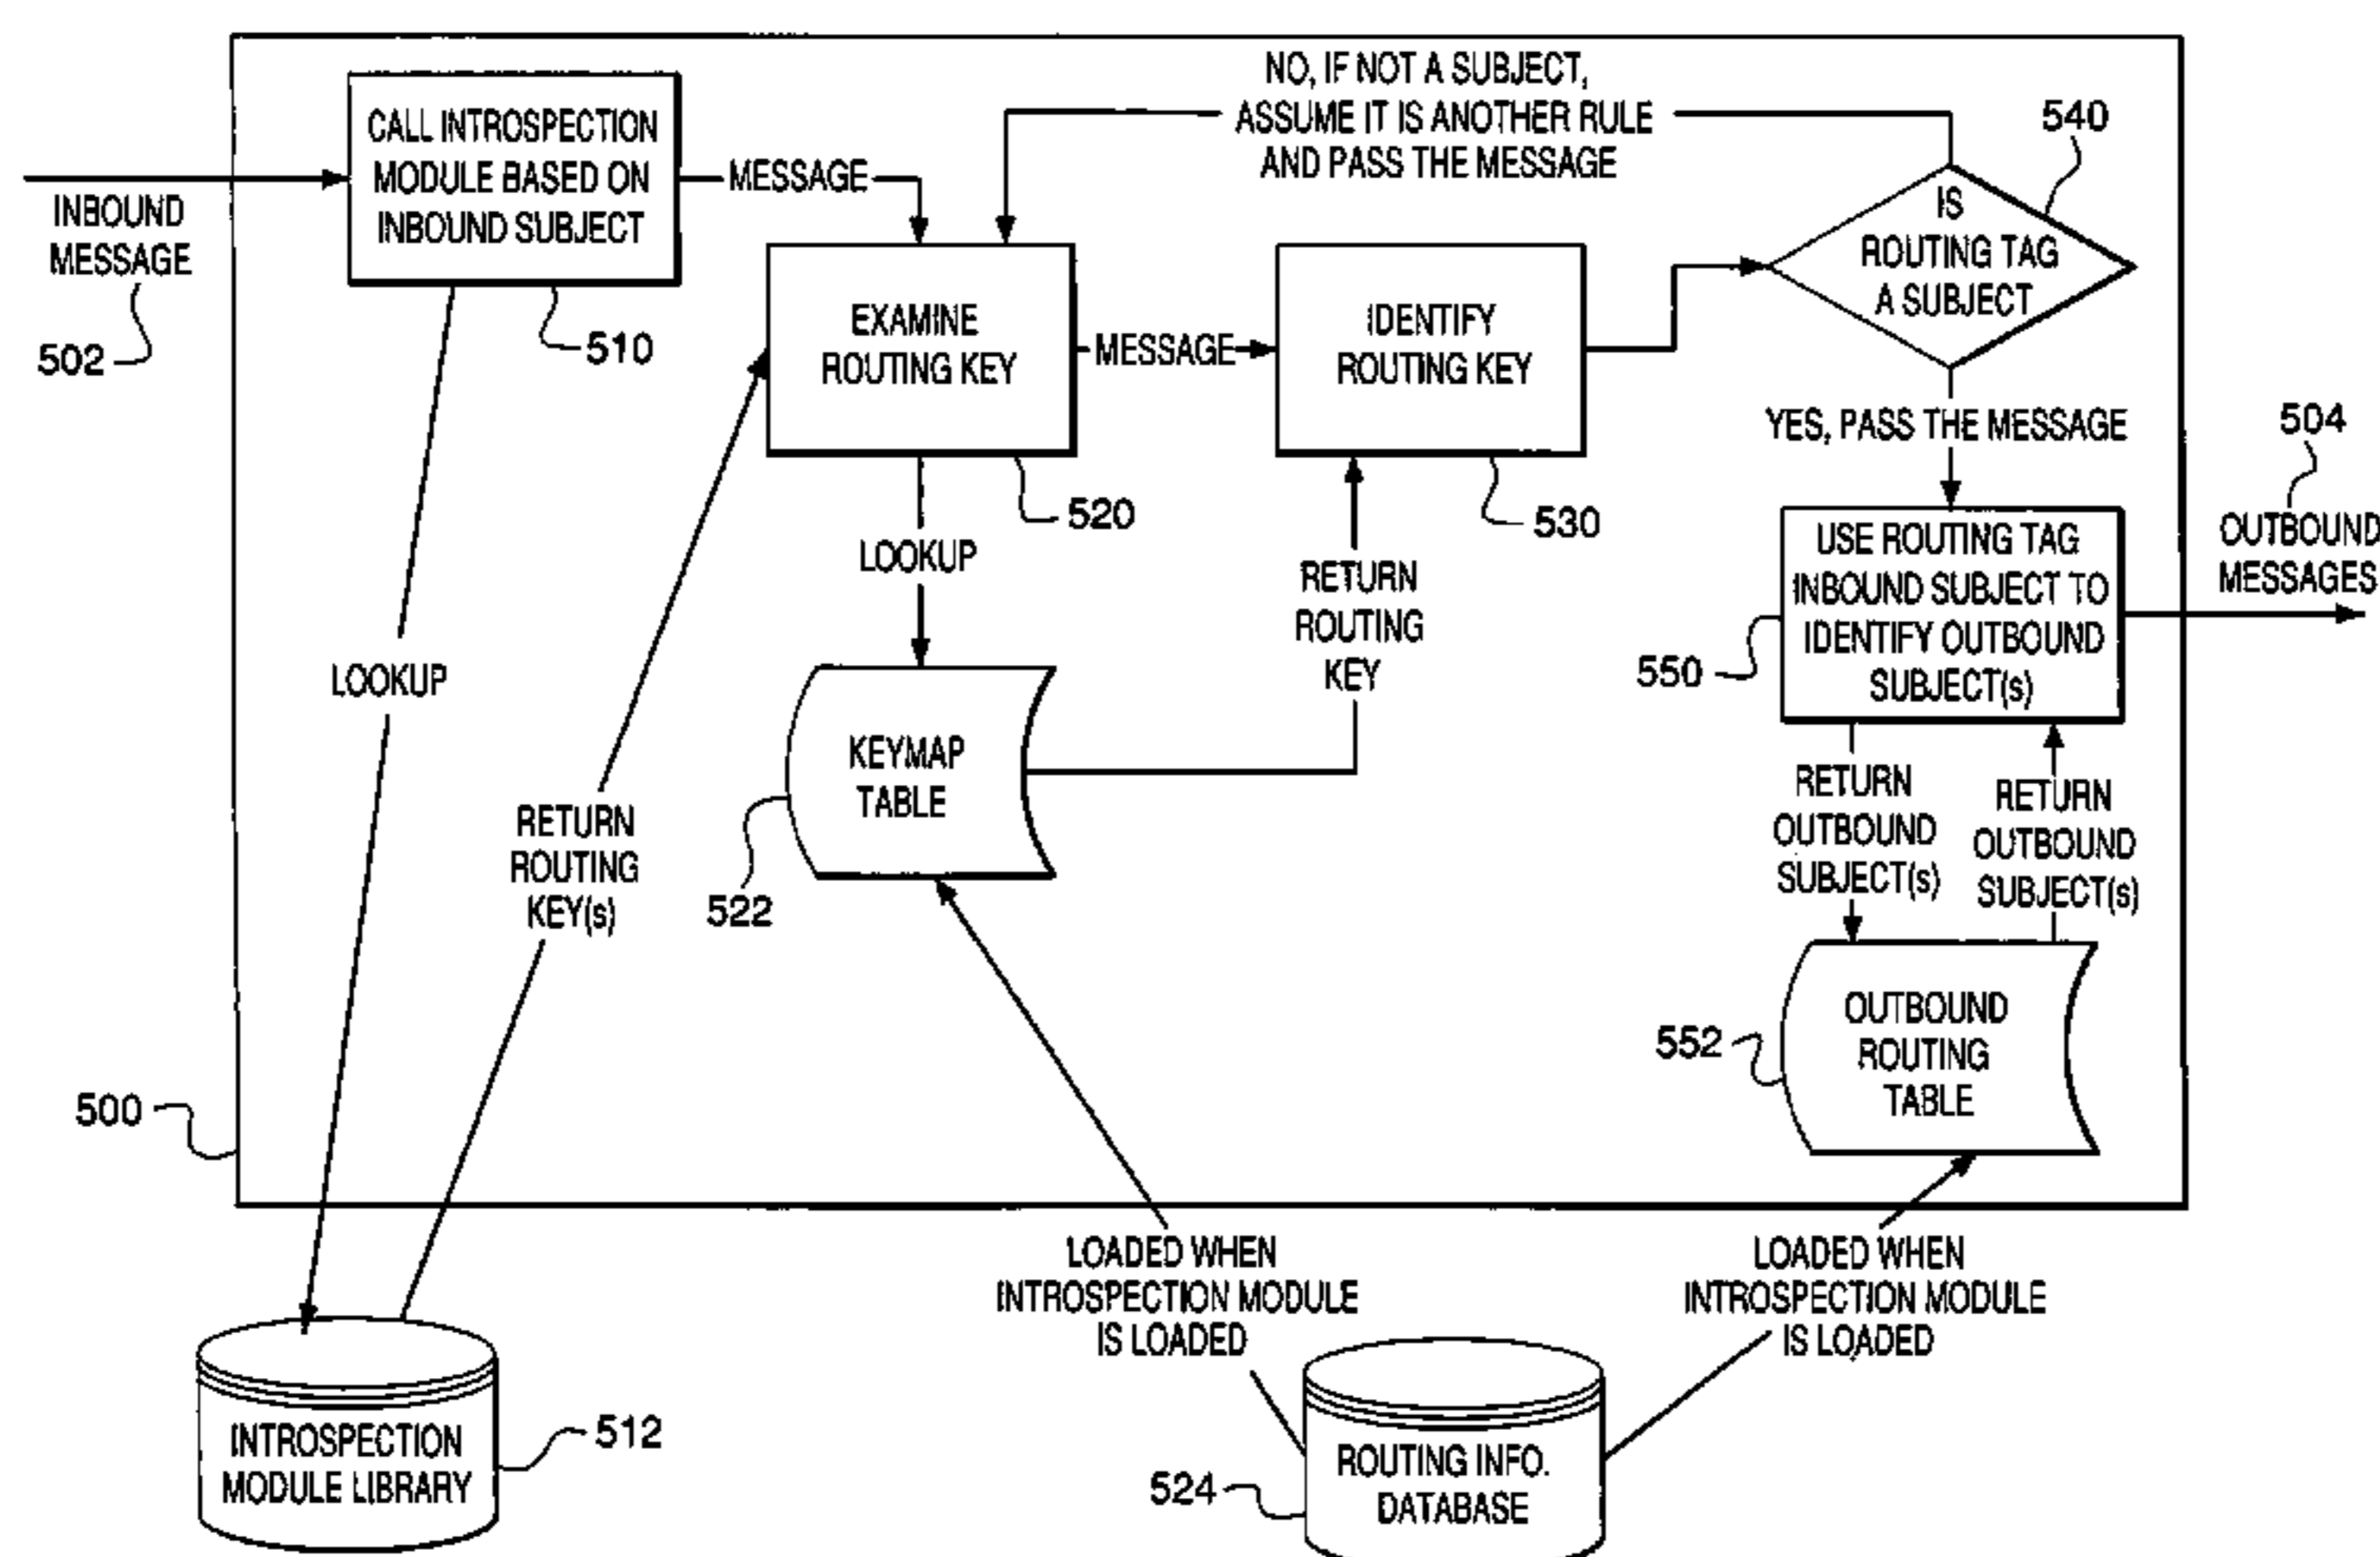 NO, IF NOT A SUBJECT,
ASSUME IT IS ANOTHER RULE
AND PASS THE MESSAGE
540
CALL INTROSPECTION
MODULE BASED ON
INBOUND SUBJECT
MESSAGE
INBOUND
MESSAGE
502
510
EXAMINE
ROUTING KEY
MESSAGE
IDENTIFY
ROUTING KEY
IS
ROUTING TAG
A SUBJECT
YES, PASS THE MESSAGE
504
OUTBOUND
MESSAGES
520
530
LOOKUP
LOOKUP
RETURN
ROUTING
KEY
USE ROUTING TAG
INBOUND SUBJECT TO
IDENTIFY OUTBOUND
SUBJECT(s)
550
KEYMAP
TABLE
522
RETURN
ROUTING
KEY(s)
RETURN
OUTBOUND
SUBJECT(s)
RETURN
OUTBOUND
SUBJECT(s)
OUTBOUND
ROUTING
TABLE
552
500
LOADED WHEN
INTROSPECTION MODULE
IS LOADED
LOADED WHEN
INTROSPECTION MODULE
IS LOADED
INTROSPECTION
MODULE LIBRARY
512
ROUTING INFO.
DATABASE
524